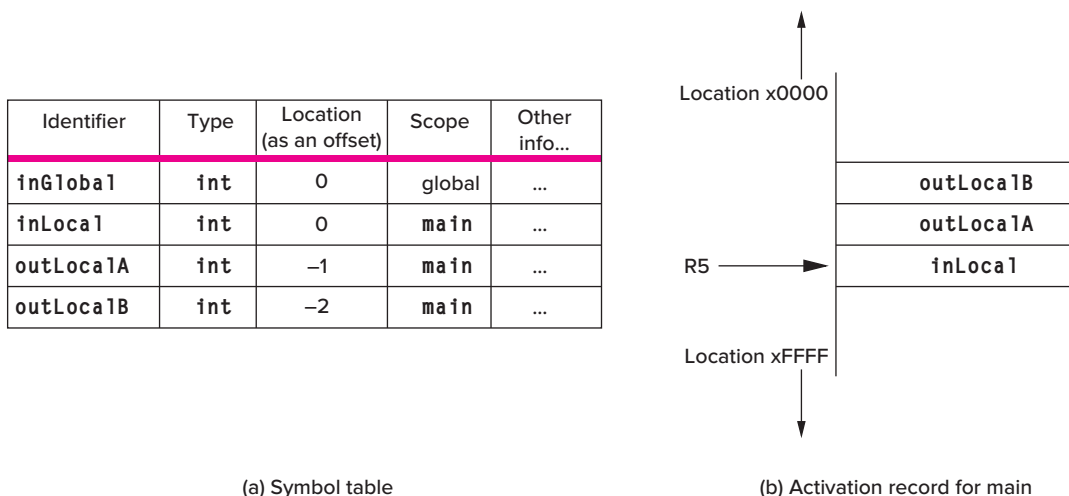 Identifier Type Location (as an offset) Scope Other info...
inGlobal int 0 global ...
inLocal int 0 main ...
outLocalA int –1 main ...
outLocalB int –2 main ...
(a) Symbol table
Location x0000
outLocalB
outLocalA
R5 inLocal
Location xFFFF
(b) Activation record for main